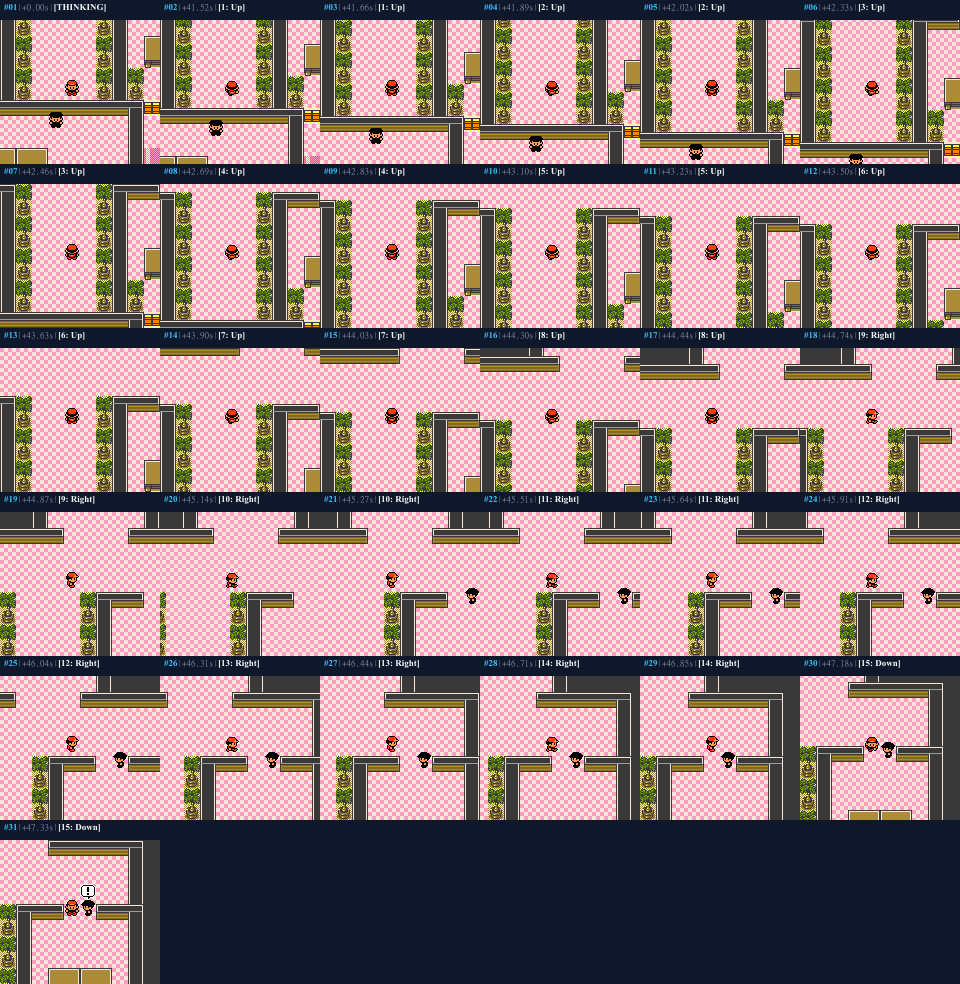 #01|+0.00s|[THINKING]
#02|+41.52s|[1: Up]
#03|+41.66s|[1: Up]
#04|+41.89s|[2: Up]
#05|+42.02s|[2: Up]
#06|+42.33s|[3: Up]
#07|+42.46s|[3: Up]
#08|+42.69s|[4: Up]
#09|+42.83s|[4: Up]
#10|+43.10s|[5: Up]
#11|+43.23s|[5: Up]
#12|+43.50s|[6: Up]
#13|+43.63s|[6: Up]
#14|+43.90s|[7: Up]
#15|+44.03s|[7: Up]
#16|+44.30s|[8: Up]
#17|+44.44s|[8: Up]
#18|+44.74s|[9: Right]
#19|+44.87s|[9: Right]
#20|+45.14s|[10: Right]
#21|+45.27s|[10: Right]
#22|+45.51s|[11: Right]
#23|+45.64s|[11: Right]
#24|+45.91s|[12: Right]
#25|+46.04s|[12: Right]
#26|+46.31s|[13: Right]
#27|+46.44s|[13: Right]
#28|+46.71s|[14: Right]
#29|+46.85s|[14: Right]
#30|+47.18s|[15: Down]
#31|+47.33s|[15: Down]
!